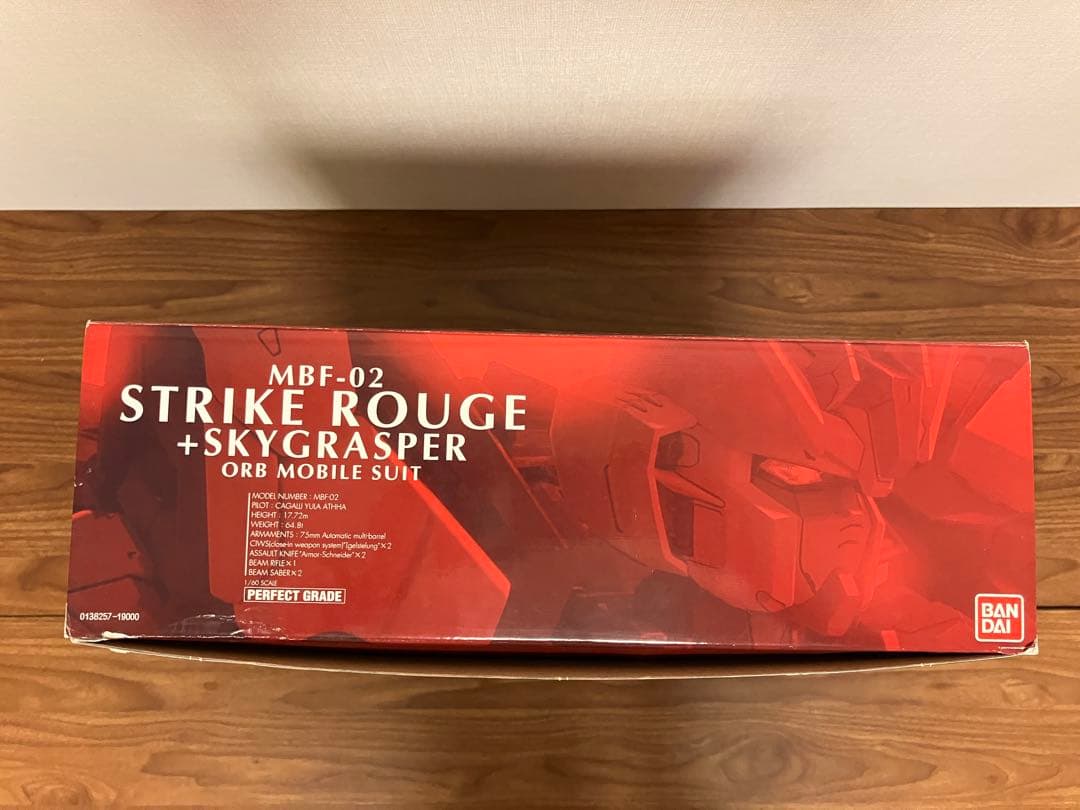 MBF-02
STRIKE ROUGE
+SKYGRASPER
ORB MOBILE SUIT
MODEL NUMBER : MBF-02
PILOT : CAGALLI YULA ATHHA
HEIGHT : 17.72m
WEIGHT : 64.8t
ARMAMENTS : 75mm Automatic multi-barrel
CIWS(close-in weapon system)"Igelstellung"×2
ASSAULT KNIFE"Armor-Schneider"×2
BEAM RIFLE×1
BEAM SABER×2
1/60 SCALE
PERFECT GRADE
0138257-19000
BAN
DAI